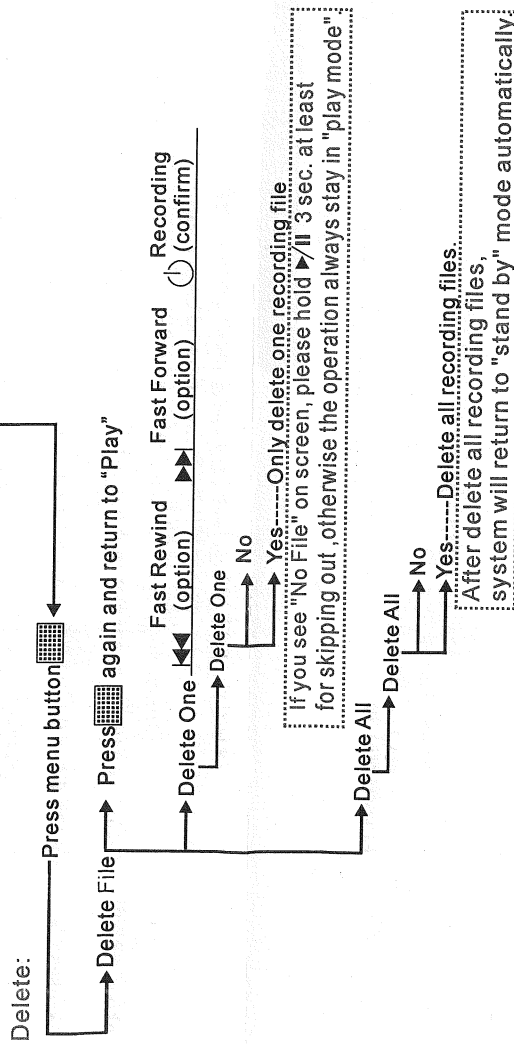 Delete:
Press menu button
Delete File
Press again and return to "Play"
Fast Rewind Fast Forward Recording
(option) (option) (confirm)
Delete One
Delete One
No
Yes-----Only delete one recording file
If you see "No File" on screen, please hold ►/II 3 sec. at least
for skipping out ,otherwise the operation always stay in "play mode".
Delete All
Delete All
No
Yes-----Delete all recording files
After delete all recording files,
system will return to "stand by" mode automatically.